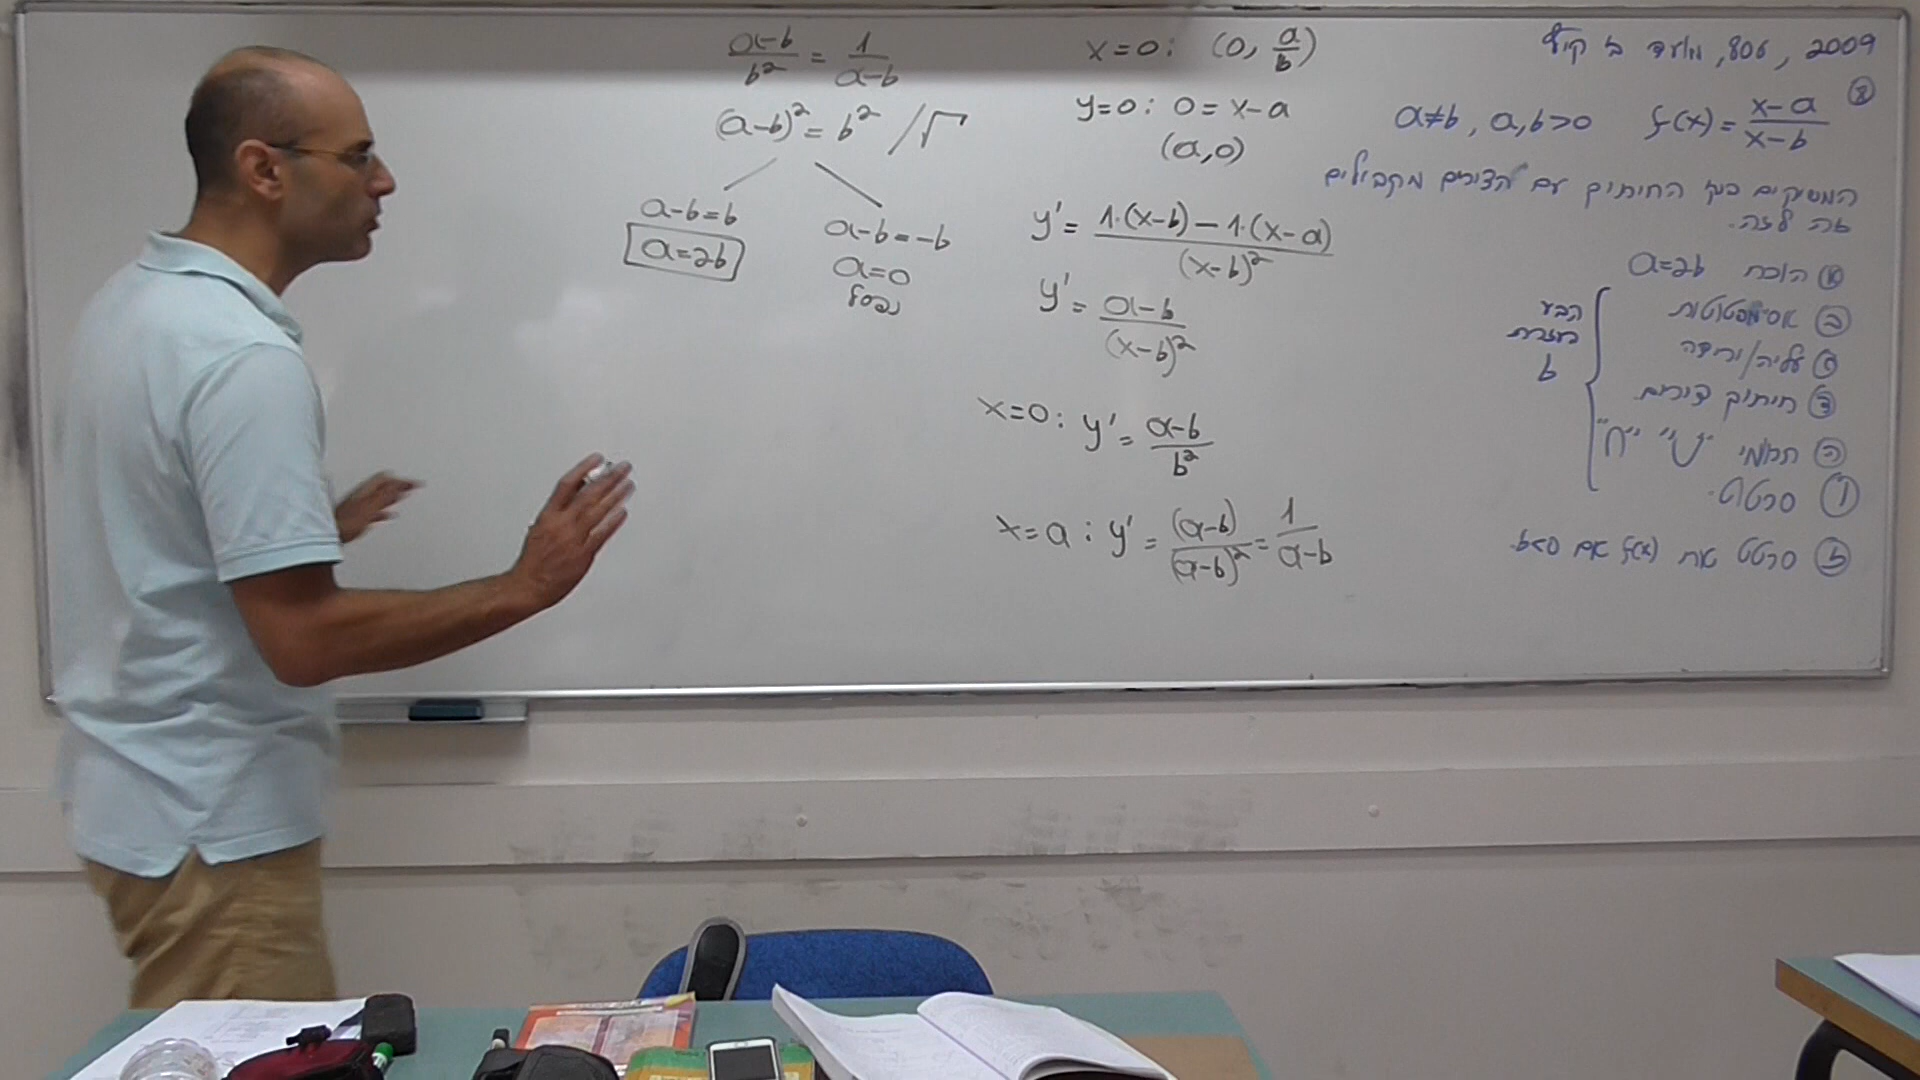 2009, 806, מועד ב קיץ
⑧ f(x) = (x-a)/(x-b) a,b>0 , a≠b
המשיקים בנק' החיתוך עם הצירים מקבילים
זה לזה.
א הוכח a=2b
ב אסימפטוטות
ג עליה/ירידה
ד חיתוך צירים
ה תחומי "∪" "∩"
ו סרטט.
הבע
בעזרת
b
ז סרטט את f(x) אם b<0.
x=0: (0, a/b)
y=0: 0 = x-a
(a,0)
y' = (1·(x-b) - 1·(x-a))/(x-b)²
y' = (a-b)/(x-b)²
x=0: y' = (a-b)/b²
x=a: y' = (a-b)/(a-b)² = 1/(a-b)
(a-b)/b² = 1/(a-b)
(a-b)² = b² /√
a-b=b
a=2b
a-b=-b
a=0
נפסל